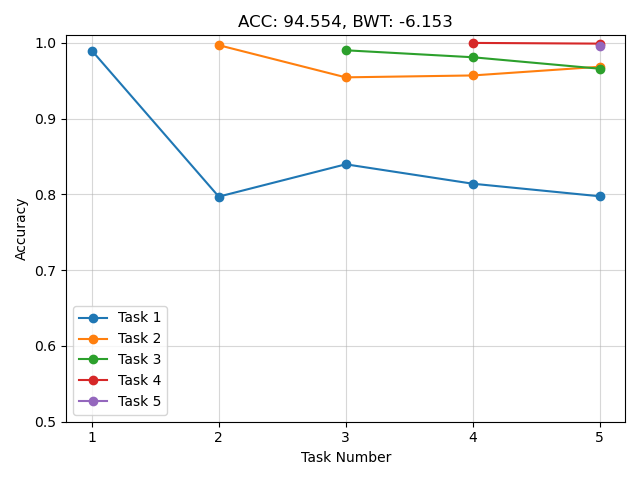 ACC: 94.554, BWT: -6.153
1.0
0.9
0.8
0.7
0.6
0.5
Accuracy
Task 1
Task 2
Task 3
Task 4
Task 5
1 2 3 4 5
Task Number